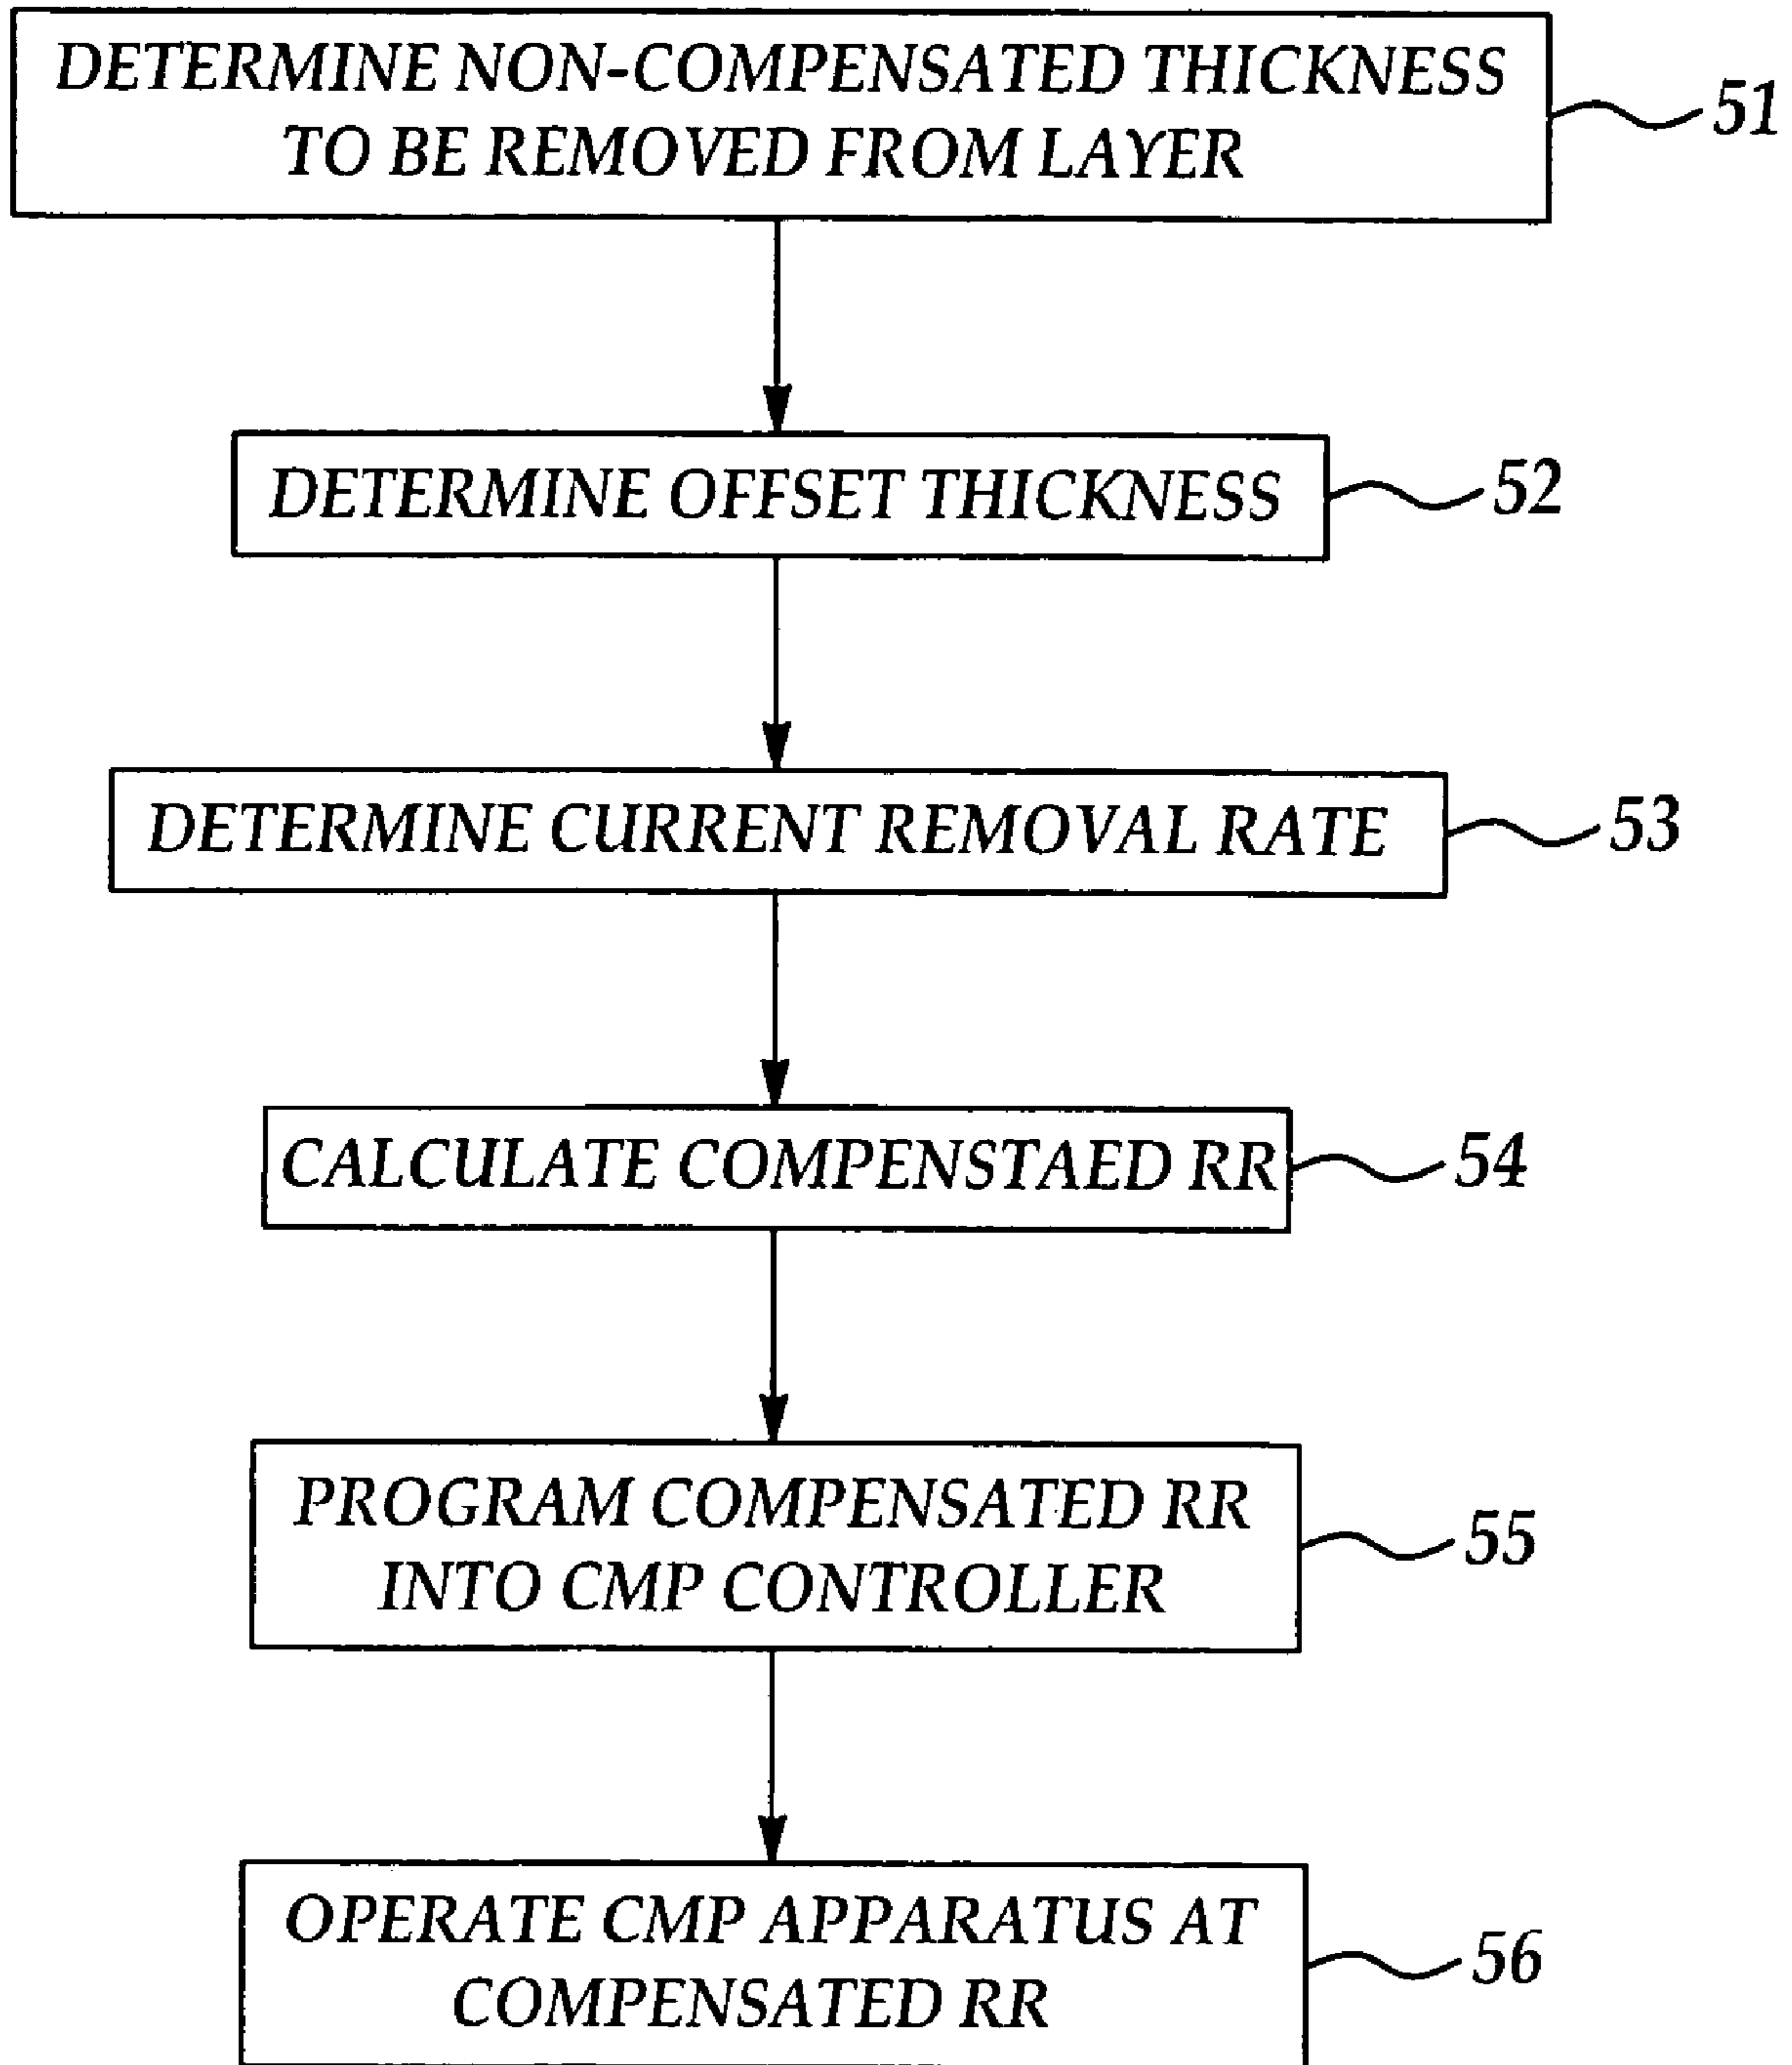 DETERMINE NON-COMPENSATED THICKNESS
TO BE REMOVED FROM LAYER
51
DETERMINE OFFSET THICKNESS
52
DETERMINE CURRENT REMOVAL RATE
53
CALCULATE COMPENSTAED RR
54
PROGRAM COMPENSATED RR
INTO CMP CONTROLLER
55
OPERATE CMP APPARATUS AT
COMPENSATED RR
56